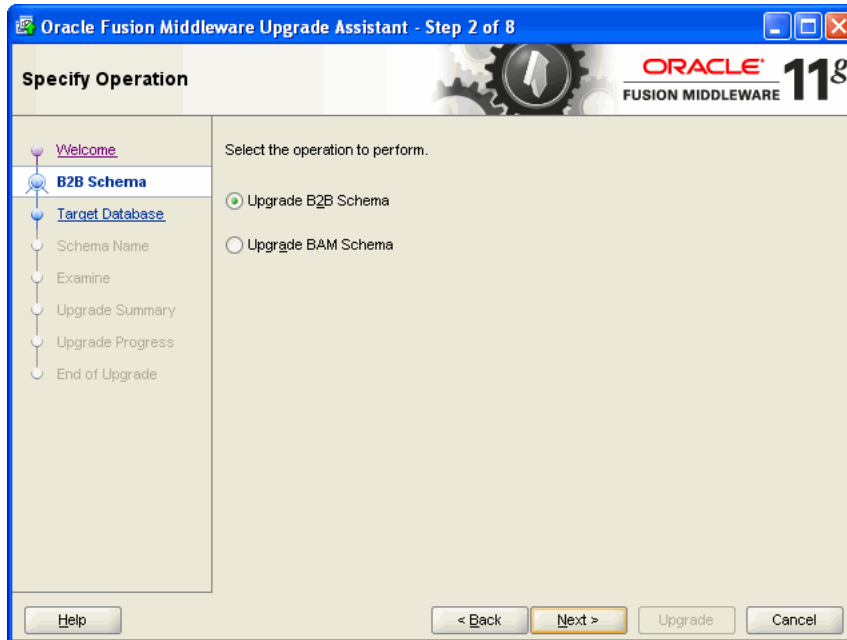 Oracle Fusion Middleware Upgrade Assistant - Step 2 of 8
Specify Operation
ORACLE
FUSION MIDDLEWARE 11g
Welcome
B2B Schema
Target Database
Schema Name
Examine
Upgrade Summary
Upgrade Progress
End of Upgrade
Select the operation to perform.
Upgrade B2B Schema
Upgrade BAM Schema
Help
< Back
Next >
Upgrade
Cancel